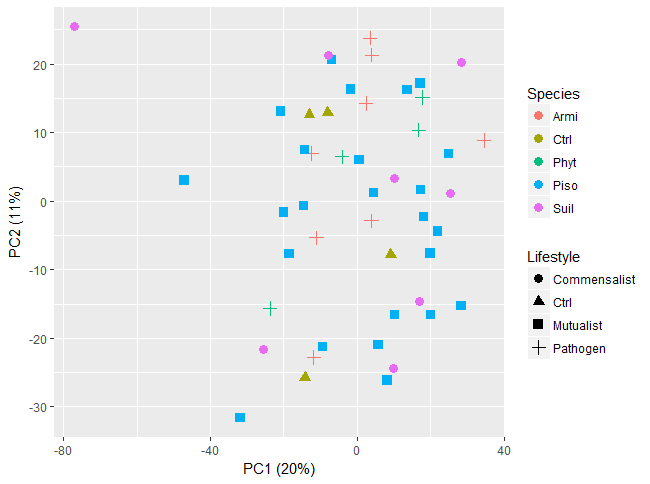 20
10
0
-10
-20
-30
-80
-40
0
40
PC1 (20%)
PC2 (11%)
Species
Armi
Ctrl
Phyt
Piso
Suil
Lifestyle
Commensalist
Ctrl
Mutualist
Pathogen